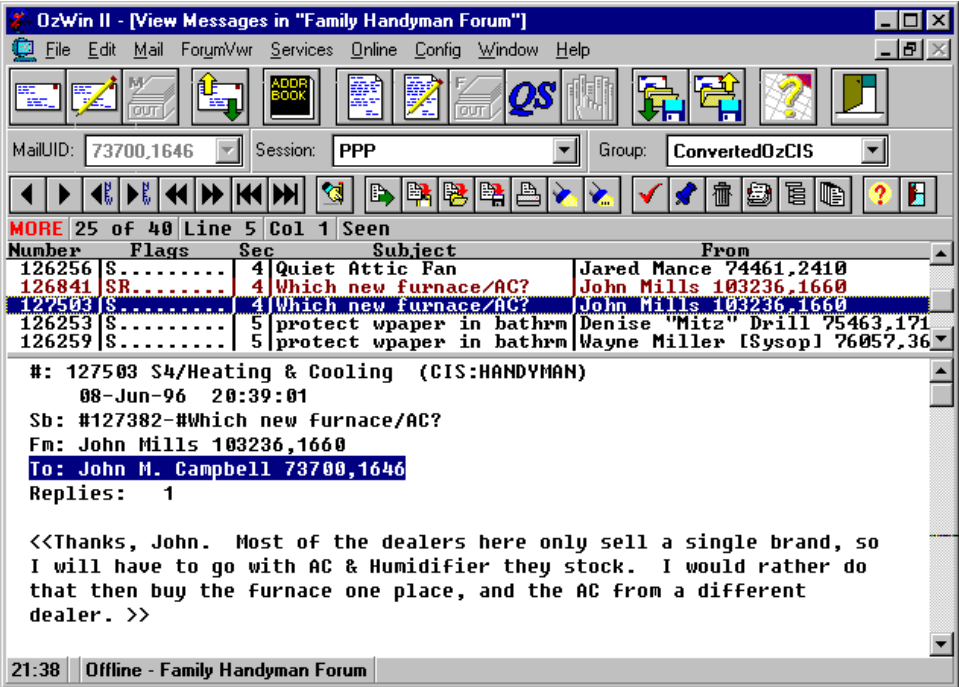 OzWin II - [View Messages in "Family Handyman Forum"]
File Edit Mail ForumVwr Services Online Config Window Help
M OUT ADDR BOOK F OUT QS
MailUID: 73700,1646 Session: PPP Group: ConvertedOzCIS
MORE 25 of 40 Line 5 Col 1 Seen
Number Flags Sec Subject From
126256 S......... 4 Quiet Attic Fan Jared Mance 74461,2410
126841 SR........ 4 Which new furnace/AC? John Mills 103236,1660
127503 S......... 4 Which new furnace/AC? John Mills 103236,1660
126253 S......... 5 protect wpaper in bathrm Denise "Mitz" Drill 75463,171
126259 S......... 5 protect wpaper in bathrm Wayne Miller [Sysop] 76057,36
#: 127503 S4/Heating & Cooling (CIS:HANDYMAN)
08-Jun-96 20:39:01
Sb: #127382-#Which new furnace/AC?
Fm: John Mills 103236,1660
To: John M. Campbell 73700,1646
Replies: 1
<<Thanks, John. Most of the dealers here only sell a single brand, so
I will have to go with AC & Humidifier they stock. I would rather do
that then buy the furnace one place, and the AC from a different
dealer. >>
21:38 Offline - Family Handyman Forum